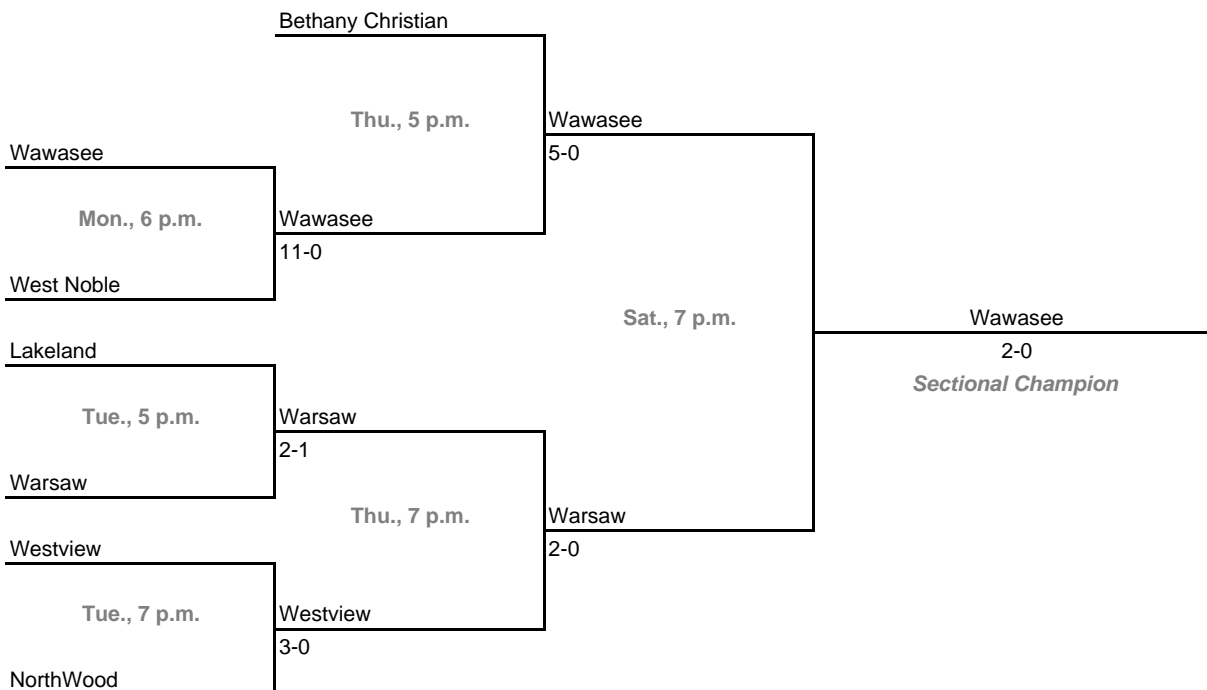 Bethany Christian
Thu., 5 p.m.
Wawasee
Wawasee
5-0
Mon., 6 p.m.
Wawasee
11-0
West Noble
Sat., 7 p.m.
Wawasee
Lakeland
2-0
Sectional Champion
Tue., 5 p.m.
Warsaw
2-1
Warsaw
Thu., 7 p.m.
Warsaw
Westview
2-0
Tue., 7 p.m.
Westview
3-0
NorthWood